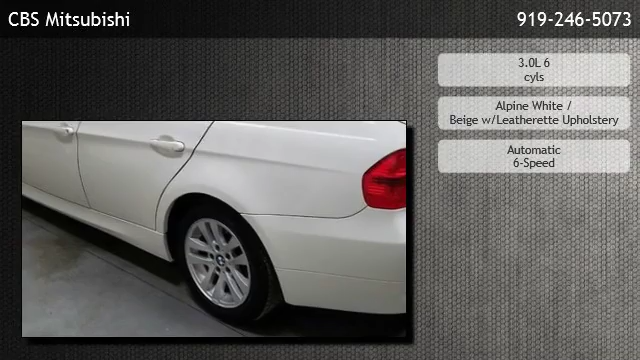 CBS Mitsubishi
919-246-5073
3.0L 6
cyls
Alpine White /
Beige w/Leatherette Upholstery
Automatic
6-Speed